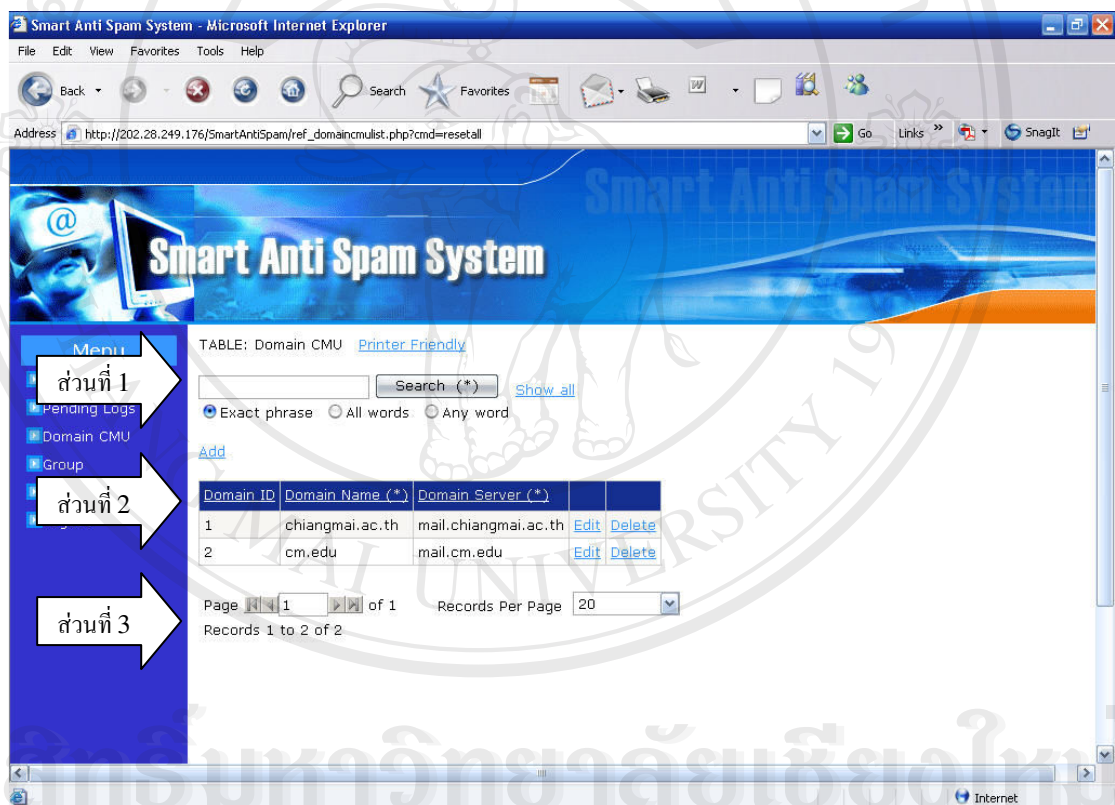 Smart Anti Spam System - Microsoft Internet Explorer
File Edit View Favorites Tools Help
Back Search Favorites
Address http://202.28.249.176/SmartAntiSpam/ref_domaincmulist.php?cmd=resetall Go Links » SnagIt
Smart Anti Spam System
Smart Anti Spam System
Menu
ส่วนที่ 1
Pending Logs
Domain CMU
Group
ส่วนที่ 2
ส่วนที่ 3
TABLE: Domain CMU Printer Friendly
Search (*) Show all
Exact phrase All words Any word
Add
Domain ID Domain Name (*) Domain Server (*)
1 chiangmai.ac.th mail.chiangmai.ac.th Edit Delete
2 cm.edu mail.cm.edu Edit Delete
Page 1 of 1 Records Per Page 20
Records 1 to 2 of 2
Internet